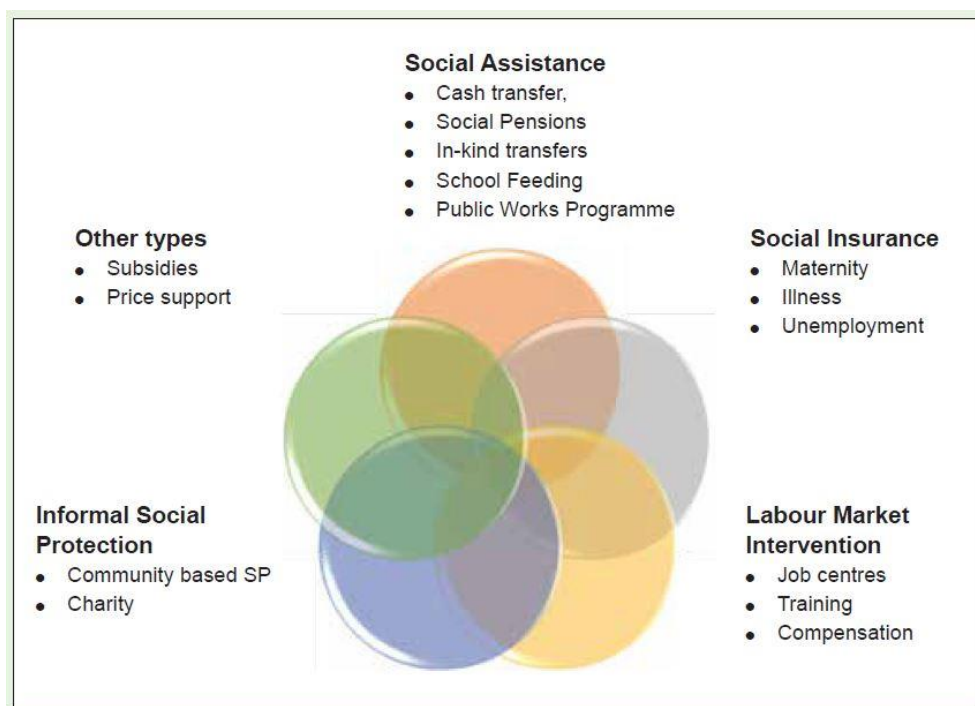 Social Assistance
• Cash transfer,
• Social Pensions
• In-kind transfers
• School Feeding
• Public Works Programme
Other types
• Subsidies
• Price support
Social Insurance
• Maternity
• Illness
• Unemployment
Informal Social
Protection
• Community based SP
• Charity
Labour Market
Intervention
• Job centres
• Training
• Compensation